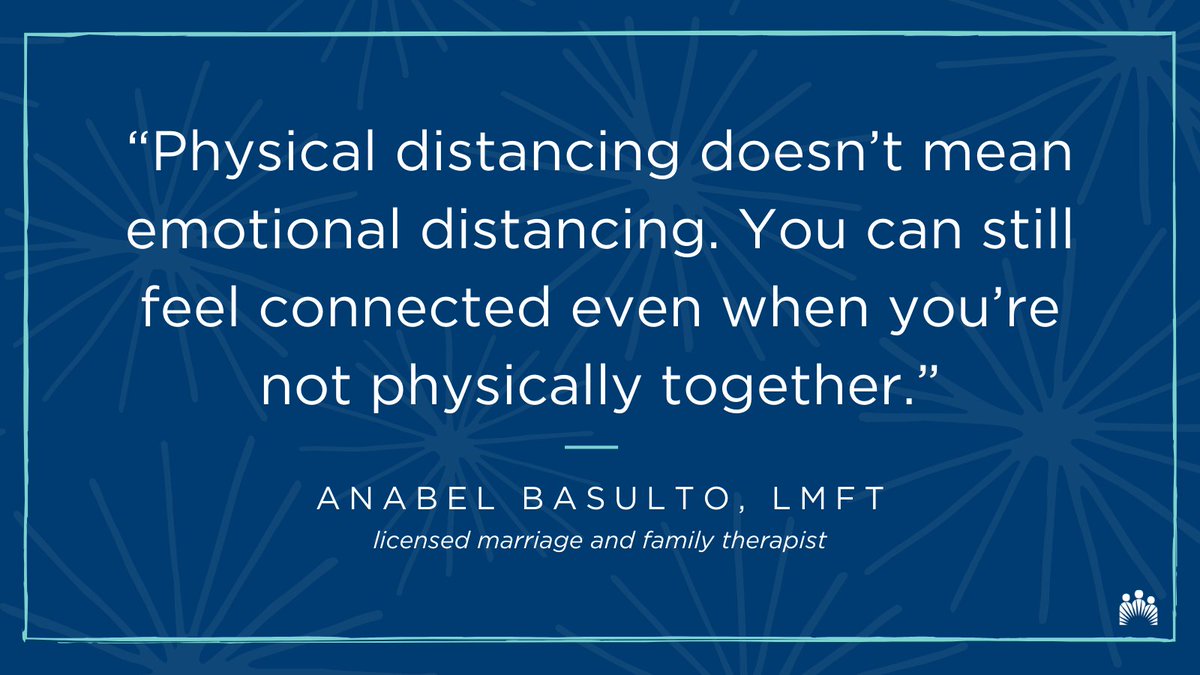 “Physical distancing doesn’t mean
emotional distancing. You can still
feel connected even when you’re
not physically together.”
ANABEL BASULTO, LMFT
licensed marriage and family therapist